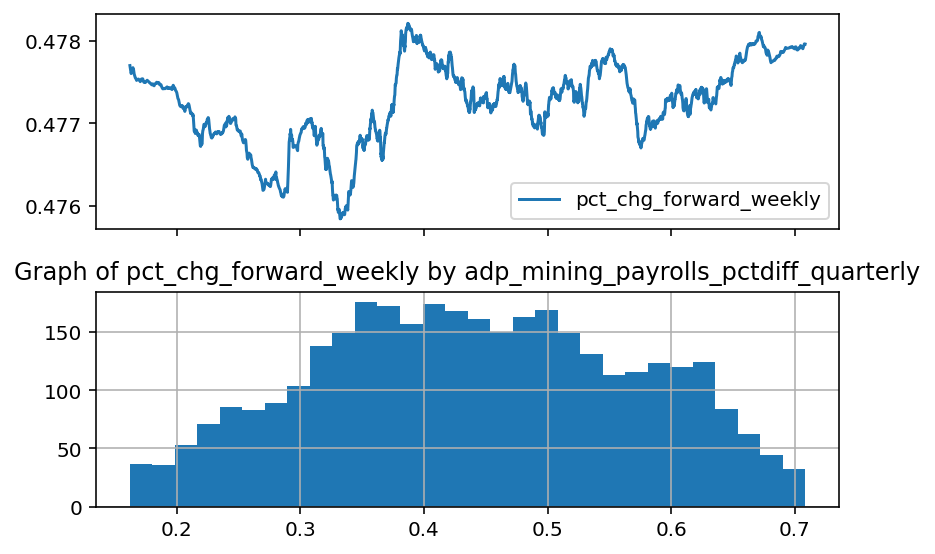 0.478
0.477
0.476
pct_chg_forward_weekly
Graph of pct_chg_forward_weekly by adp_mining_payrolls_pctdiff_quarterly
150
100
50
0
0.2 0.3 0.4 0.5 0.6 0.7